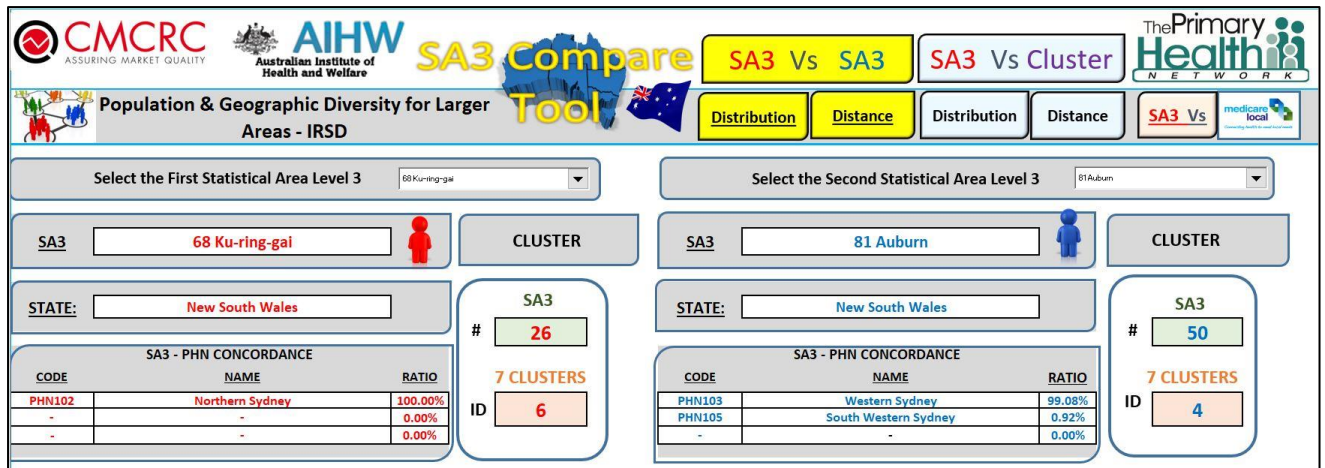 CMCRC
ASSURING MARKET QUALITY
AIHW
Australian Institute of
Health and Welfare
SA3 Compare
Tool
SA3 Vs SA3
SA3 Vs Cluster
ThePrimary
Health
NETWORK
Population & Geographic Diversity for Larger
Areas - IRSD
Distribution
Distance
Distribution
Distance
SA3 Vs
medicare
local
Select the First Statistical Area Level 3
68 Ku-ring-gai
Select the Second Statistical Area Level 3
81 Auburn
SA3
68 Ku-ring-gai
CLUSTER
SA3
81 Auburn
CLUSTER
STATE:
New South Wales
SA3
# 26
STATE:
New South Wales
SA3
# 50
SA3 - PHN CONCORDANCE
CODE NAME RATIO
PHN102 Northern Sydney 100.00%
- - 0.00%
- - 0.00%
7 CLUSTERS
ID 6
SA3 - PHN CONCORDANCE
CODE NAME RATIO
PHN103 Western Sydney 99.08%
PHN105 South Western Sydney 0.92%
- - 0.00%
7 CLUSTERS
ID 4